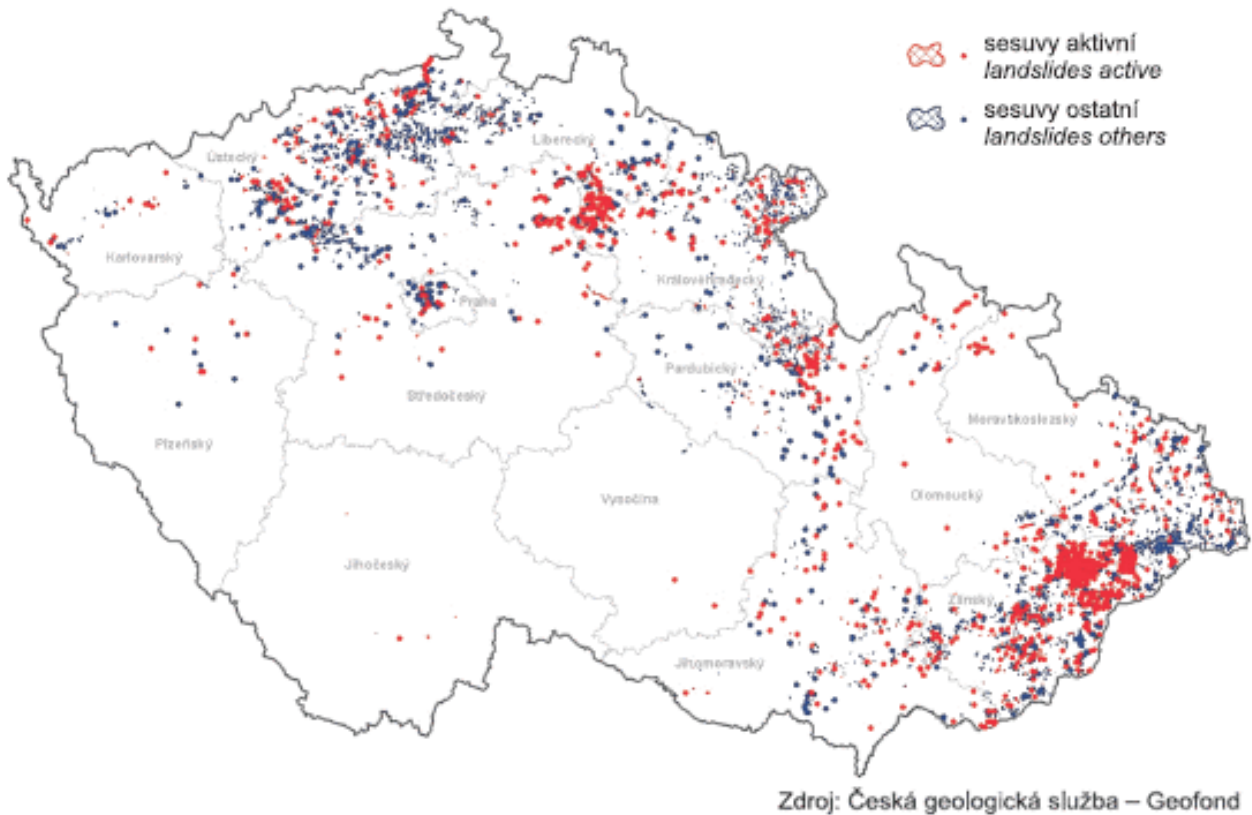 sesuvy aktivní
landslides active
sesuvy ostatní
landslides others
Liberecký
Ústecký
Karlovarský
Královéhradecký
Praha
Pardubický
Středočeský
Moravskoslezský
Plzeňský
Vysočina
Olomoucký
Jihočeský
Zlínský
Jihomoravský
Zdroj: Česká geologická služba – Geofond